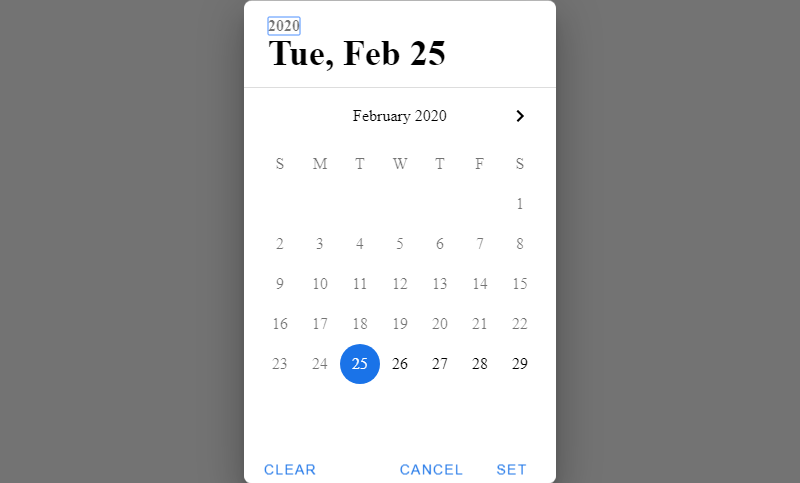 2020
Tue, Feb 25
February 2020
S M T W T F S
1
2 3 4 5 6 7 8
9 10 11 12 13 14 15
16 17 18 19 20 21 22
23 24 25 26 27 28 29
CLEAR CANCEL SET